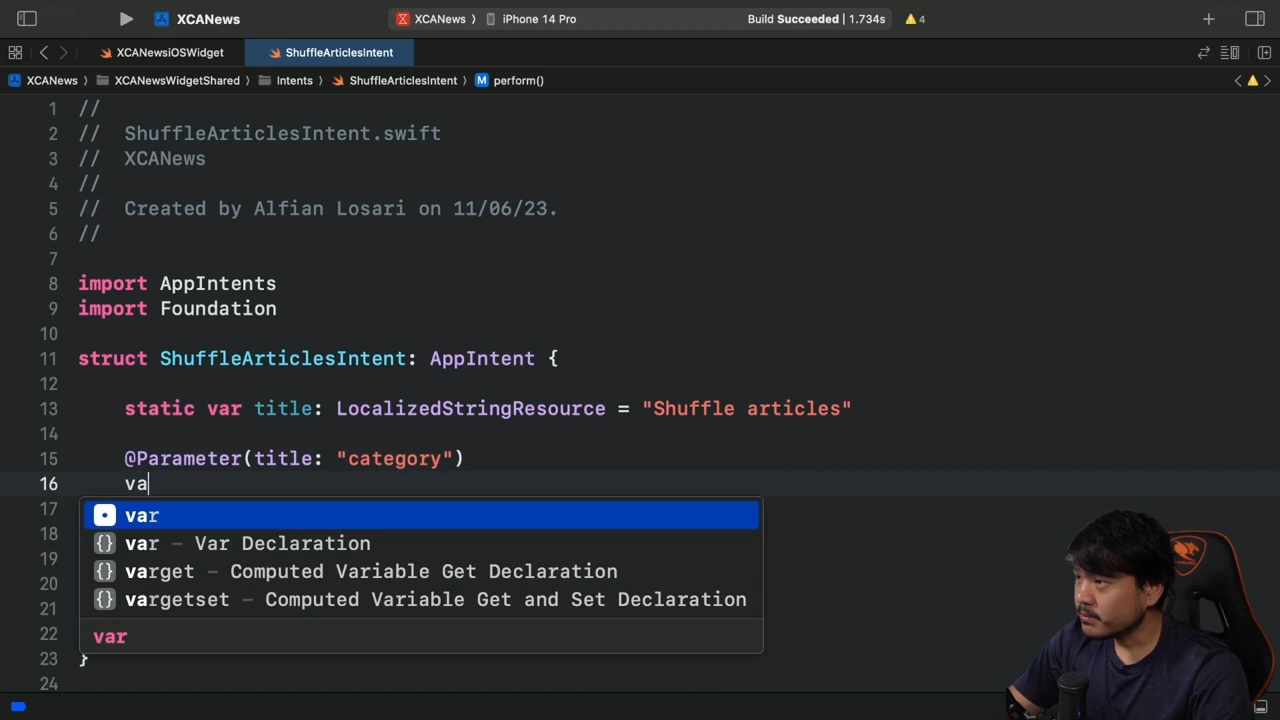 XCANews
XCANews 〉 iPhone 14 Pro
Build Succeeded | 1.734s
4
XCANewsiOSWidget
ShuffleArticlesIntent
XCANews 〉 XCANewsWidgetShared 〉 Intents 〉 ShuffleArticlesIntent 〉 M perform()
1 //
2 // ShuffleArticlesIntent.swift
3 // XCANews
4 //
5 // Created by Alfian Losari on 11/06/23.
6 //
7
8 import AppIntents
9 import Foundation
10
11 struct ShuffleArticlesIntent: AppIntent {
12
13 static var title: LocalizedStringResource = "Shuffle articles"
14
15 @Parameter(title: "category")
16 va
17
var
18
{} var – Var Declaration
19
{} varget – Computed Variable Get Declaration
20
{} vargetset – Computed Variable Get and Set Declaration
21
22
var
23 }
24